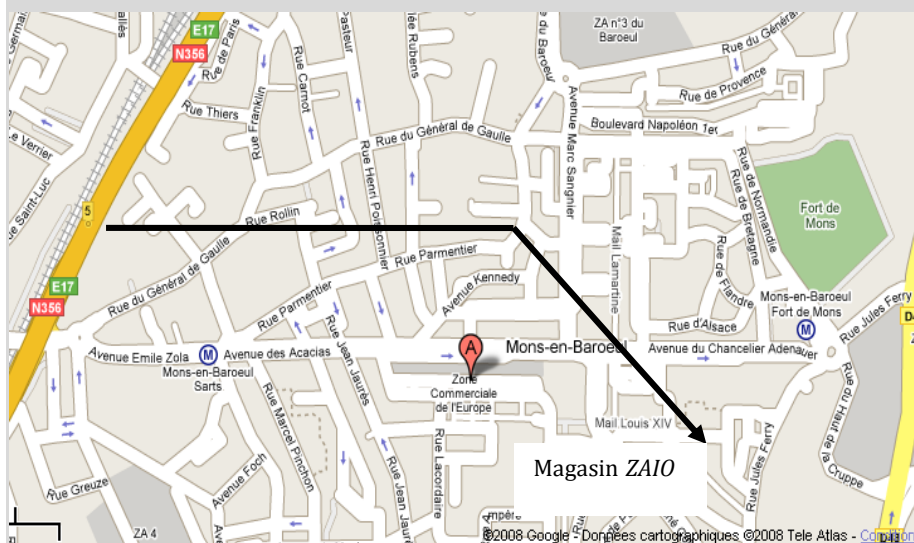 E17
N356
Rue de Paris
Rue Thiers
Rue Franklin
Rue Carnot
Pasteur
Rubens
du Baroeul
ZA n°3 du
Baroeul
Rue du Général
Rue de Provence
Boulevard Napoléon 1er
Avenue Marc Sangnier
Rue du Général de Gaulle
Rue Henri Poissonnier
Le Verrier
Rue Saint-Luc
5
Rue Rollin
Rue du Général de Gaulle
Rue Parmentier
Avenue Kennedy
Mail Lamartine
Rue de Normandie
Rue de Bretagne
Rue de Flandre
Fort de
Mons
E17
N356
Rue Parmentier
Rue Jean Jaurès
Rue d'Alsace
Mons-en-Baroeul
Fort de Mons
M
Rue Jules Ferry
Avenue Emile Zola
M
Mons-en-Baroeul
Sarts
Avenue des Acacias
A
Mons-en-Baroeul
Avenue du Chancelier Adenauer
Zone
Commerciale
de l'Europe
Mail Louis XIV
Rue Marcel Pinchon
Rue Jean Jaurès
Rue Lacordaire
Rue Jules Ferry
Rue du Haut de la Cruppe
Avenue Foch
Rue Greuze
ZA 4
Magasin ZAIO
mpère
©2008 Google - Données cartographiques ©2008 Tele Atlas -